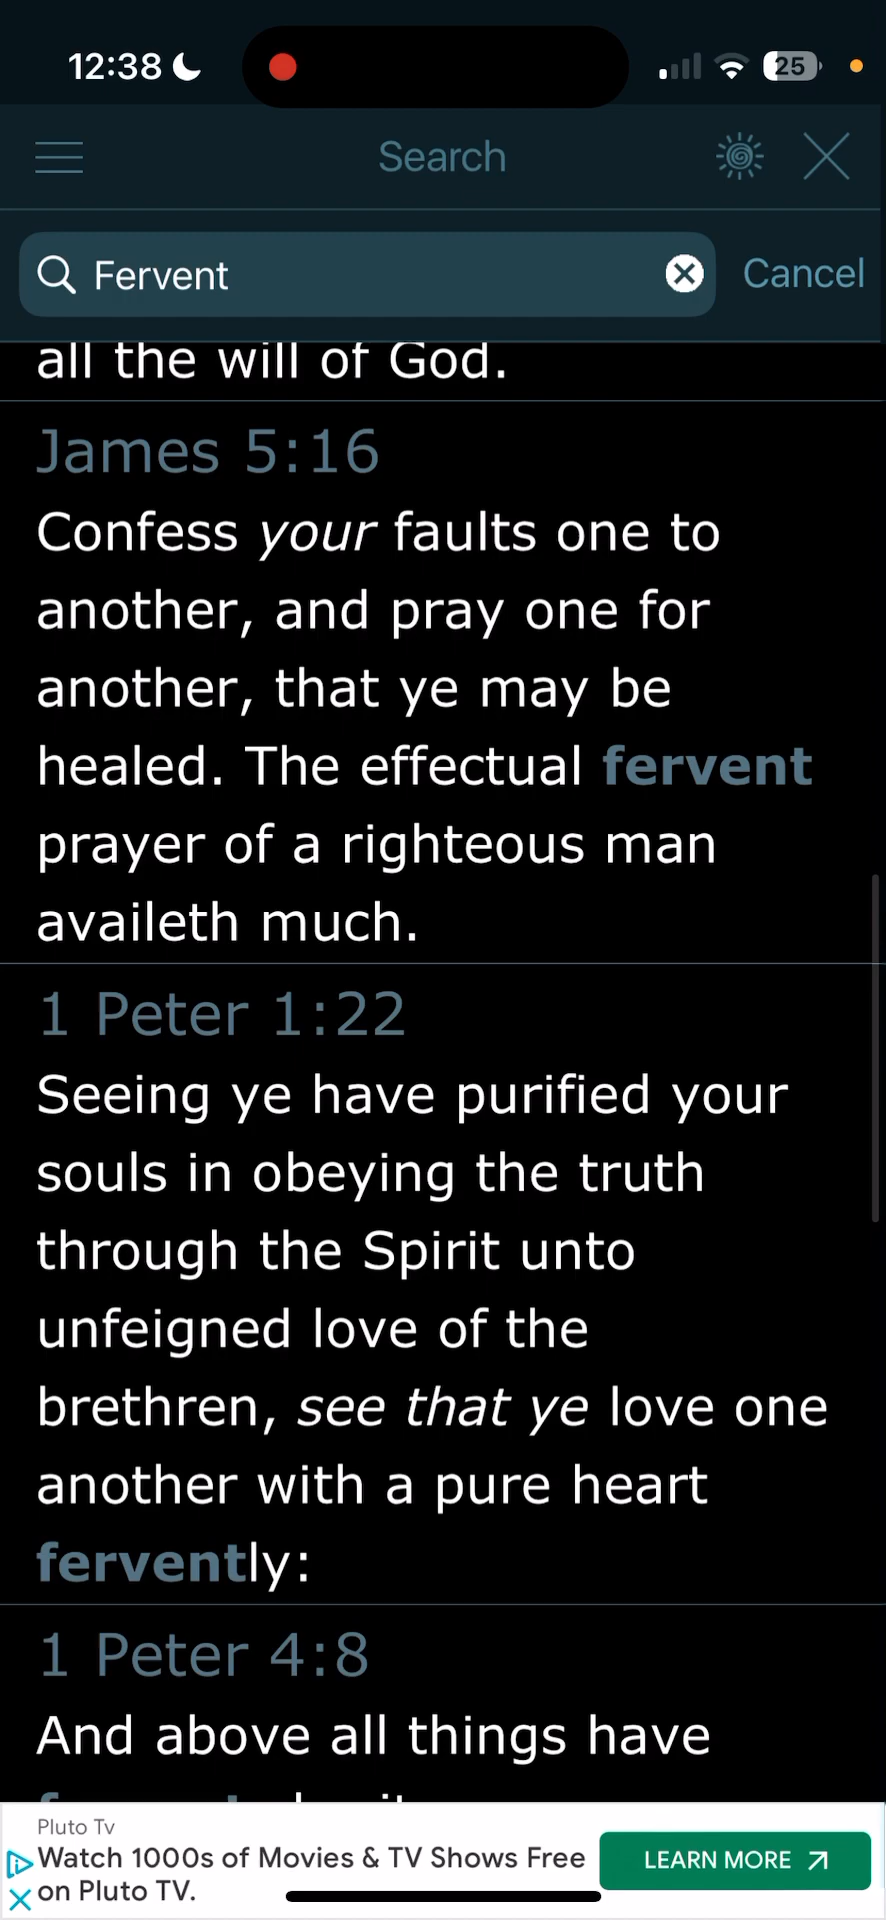 12:38
25
Search
Fervent
Cancel
all the will of God.
James 5:16
Confess your faults one to
another, and pray one for
another, that ye may be
healed. The effectual fervent
prayer of a righteous man
availeth much.
1 Peter 1:22
Seeing ye have purified your
souls in obeying the truth
through the Spirit unto
unfeigned love of the
brethren, see that ye love one
another with a pure heart
fervently:
1 Peter 4:8
And above all things have
Pluto Tv
Watch 1000s of Movies & TV Shows Free
on Pluto TV.
LEARN MORE